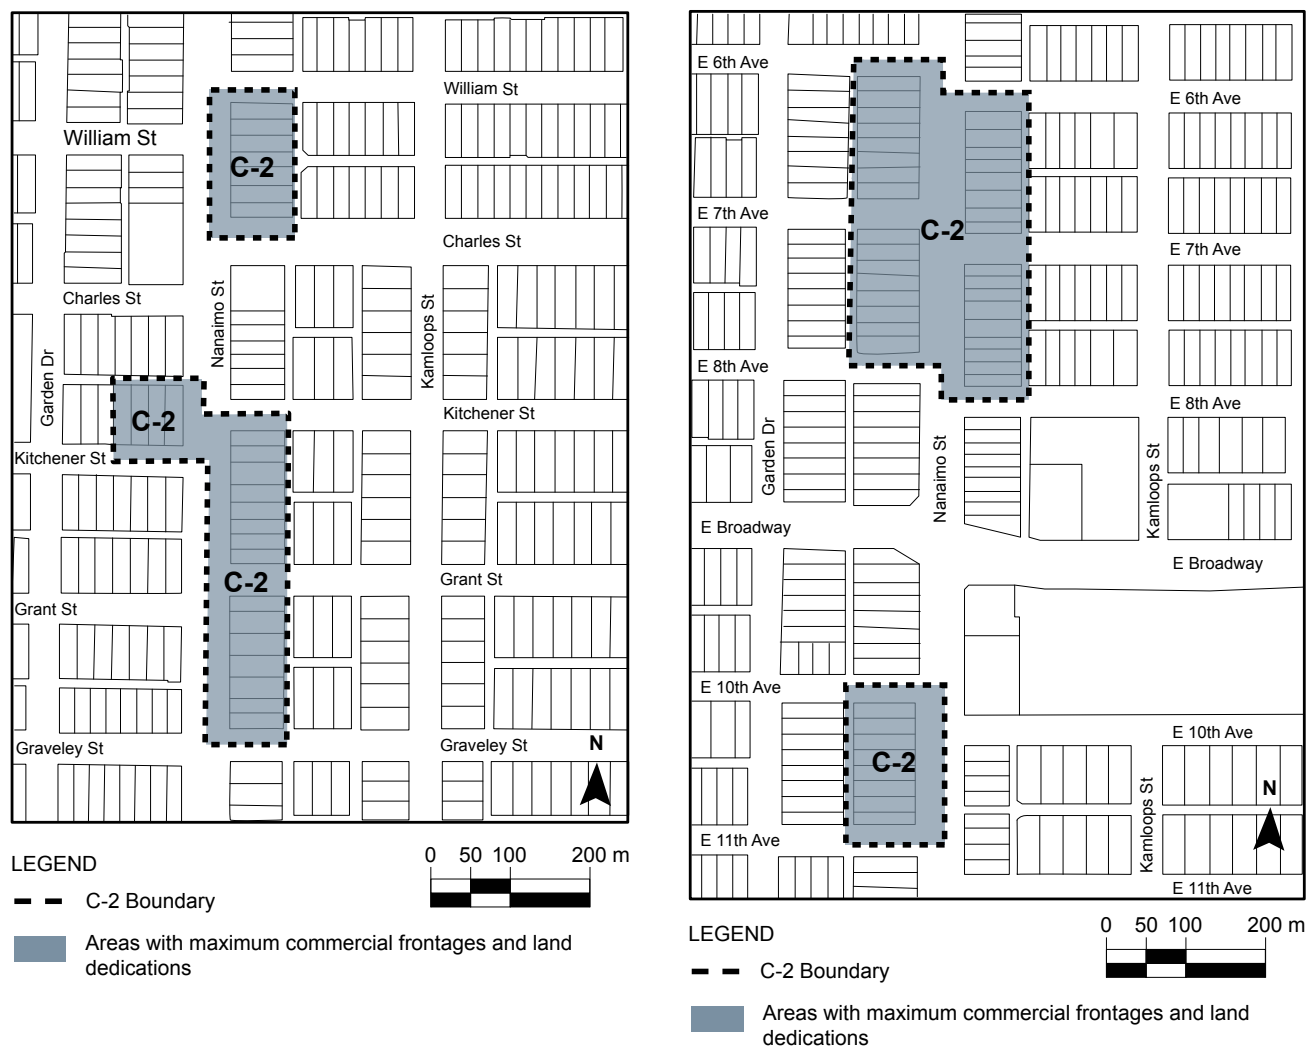 William St
William St
C-2
Charles St
Charles St
Nanaimo St
Kamloops St
Garden Dr
C-2
Kitchener St
Kitchener St
C-2
Grant St
Grant St
Graveley St
Graveley St
N
LEGEND
C-2 Boundary
Areas with maximum commercial frontages and land
dedications
0 50 100 200 m
E 6th Ave
E 6th Ave
E 7th Ave
C-2
E 7th Ave
E 8th Ave
E 8th Ave
Garden Dr
Nanaimo St
Kamloops St
E Broadway
E Broadway
E 10th Ave
E 10th Ave
C-2
N
Kamloops St
E 11th Ave
E 11th Ave
LEGEND
C-2 Boundary
Areas with maximum commercial frontages and land
dedications
0 50 100 200 m